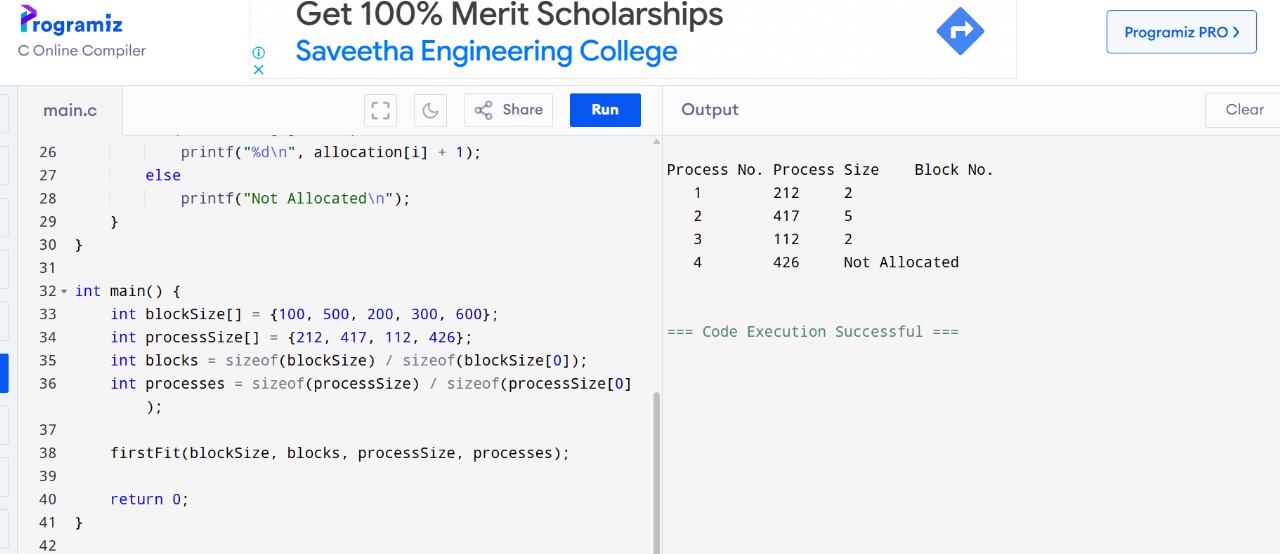 Programiz
C Online Compiler
Get 100% Merit Scholarships
Saveetha Engineering College
Programiz PRO >
main.c
Share
Run
Output
Clear
26 printf("%d\n", allocation[i] + 1);
27 else
28 printf("Not Allocated\n");
29 }
30 }
31
32 int main() {
33 int blockSize[] = {100, 500, 200, 300, 600};
34 int processSize[] = {212, 417, 112, 426};
35 int blocks = sizeof(blockSize) / sizeof(blockSize[0]);
36 int processes = sizeof(processSize) / sizeof(processSize[0]
);
37
38 firstFit(blockSize, blocks, processSize, processes);
39
40 return 0;
41 }
42
Process No. Process Size Block No.
1 212 2
2 417 5
3 112 2
4 426 Not Allocated
=== Code Execution Successful ===